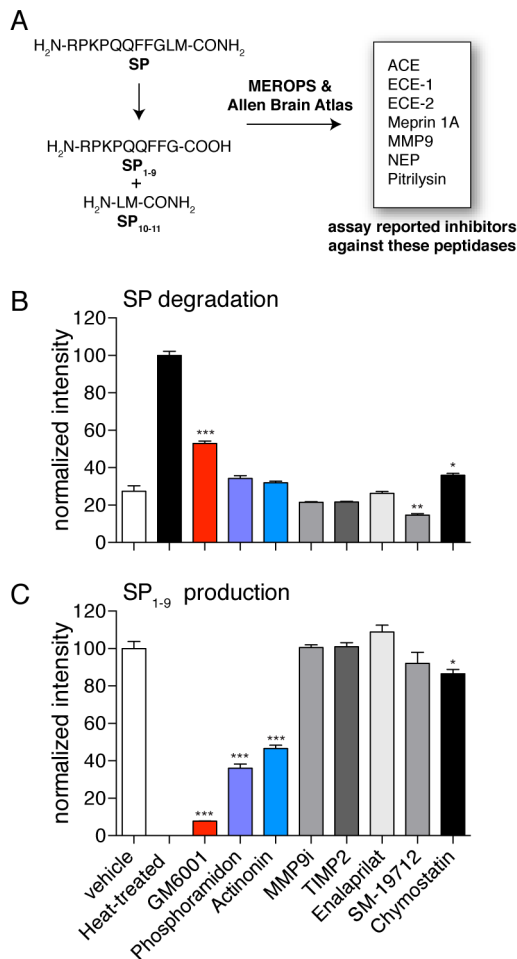 A
H₂N-RPKPQQFFGLM-CONH₂
SP
MEROPS &
Allen Brain Atlas
H₂N-RPKPQQFFG-COOH
SP₁₋₉
+
H₂N-LM-CONH₂
SP₁₀₋₁₁
ACE
ECE-1
ECE-2
Meprin 1A
MMP9
NEP
Pitrilysin
assay reported inhibitors
against these peptidases
B
SP degradation
normalized intensity
120
100
80
60
40
20
0
***
**
*
C
SP₁₋₉ production
normalized intensity
120
100
80
60
40
20
0
***
***
***
*
vehicle
Heat-treated
GM6001
Phosphoramidon
Actinonin
MMP9i
TIMP2
Enalaprilat
SM-19712
Chymostatin